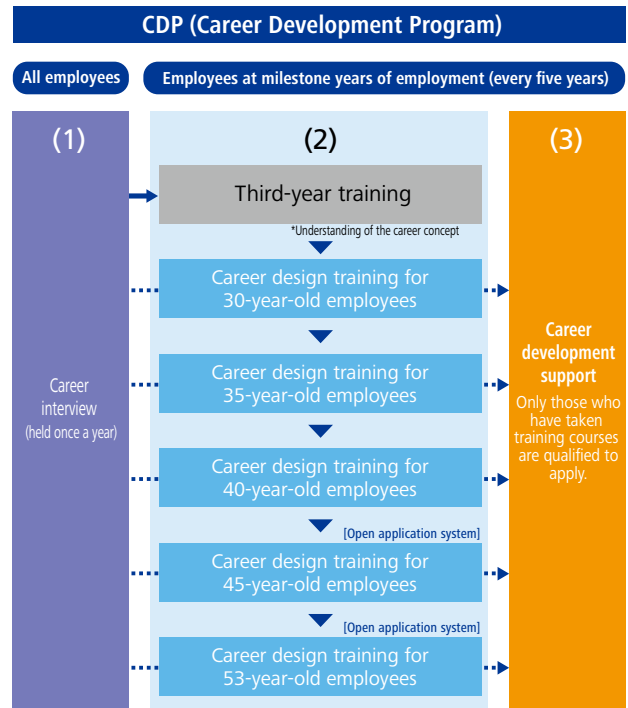 CDP (Career Development Program)
All employees
Employees at milestone years of employment (every five years)
(1)
Career
interview
(held once a year)
(2)
Third-year training
*Understanding of the career concept
Career design training for
30-year-old employees
Career design training for
35-year-old employees
Career design training for
40-year-old employees
[Open application system]
Career design training for
45-year-old employees
[Open application system]
Career design training for
53-year-old employees
(3)
Career
development
support
Only those who
have taken
training courses
are qualified to
apply.